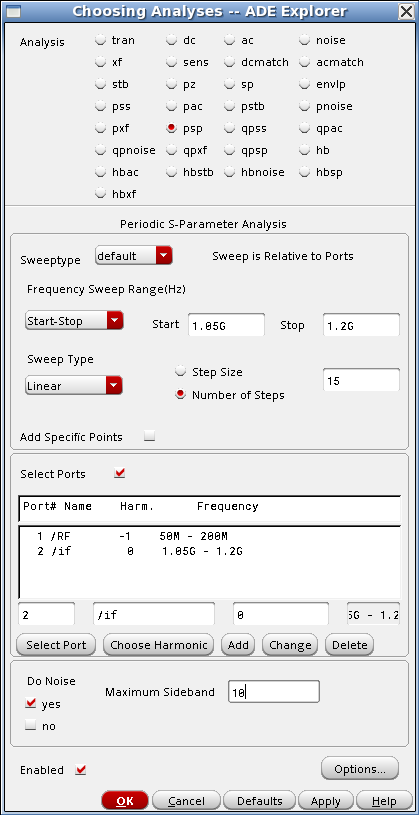 Choosing Analyses -- ADE Explorer
Analysis
tran dc ac noise
xf sens dcmatch acmatch
stb pz sp envlp
pss pac pstb pnoise
pxf psp qpss qpac
qpnoise qpxf qpsp hb
hbac hbstb hbnoise hbsp
hbxf
Periodic S-Parameter Analysis
Sweeptype default Sweep is Relative to Ports
Frequency Sweep Range(Hz)
Start-Stop Start 1.05G Stop 1.2G
Sweep Type Step Size
Linear Number of Steps 15
Add Specific Points
Select Ports
Port# Name Harm. Frequency
1 /RF -1 50M - 200M
2 /if 0 1.05G - 1.2G
2 /if 0 5G - 1.2
Select Port Choose Harmonic Add Change Delete
Do Noise
yes Maximum Sideband 10
no
Enabled Options...
OK Cancel Defaults Apply Help